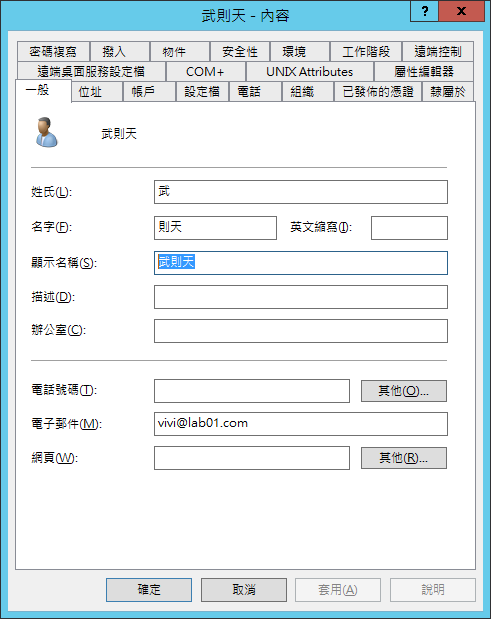 武則天 - 內容
? x
密碼複寫 撥入 物件 安全性 環境 工作階段 遠端控制
遠端桌面服務設定檔 COM+ UNIX Attributes 屬性編輯器
一般 位址 帳戶 設定檔 電話 組織 已發佈的憑證 隸屬於
武則天
姓氏(L): 武
名字(F): 則天 英文縮寫(I):
顯示名稱(S): 武則天
描述(D):
辦公室(C):
電話號碼(T): 其他(O)...
電子郵件(M): vivi@lab01.com
網頁(W): 其他(R)...
確定 取消 套用(A) 說明